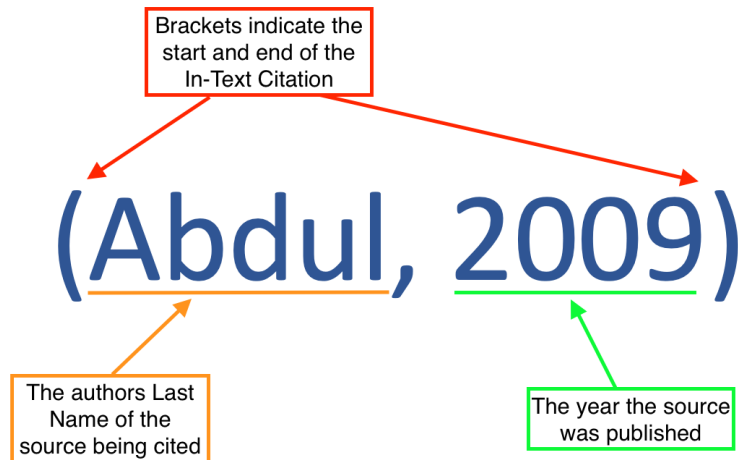 Brackets indicate the
start and end of the
In-Text Citation
(Abdul, 2009)
The authors Last
Name of the
source being cited
The year the source
was published